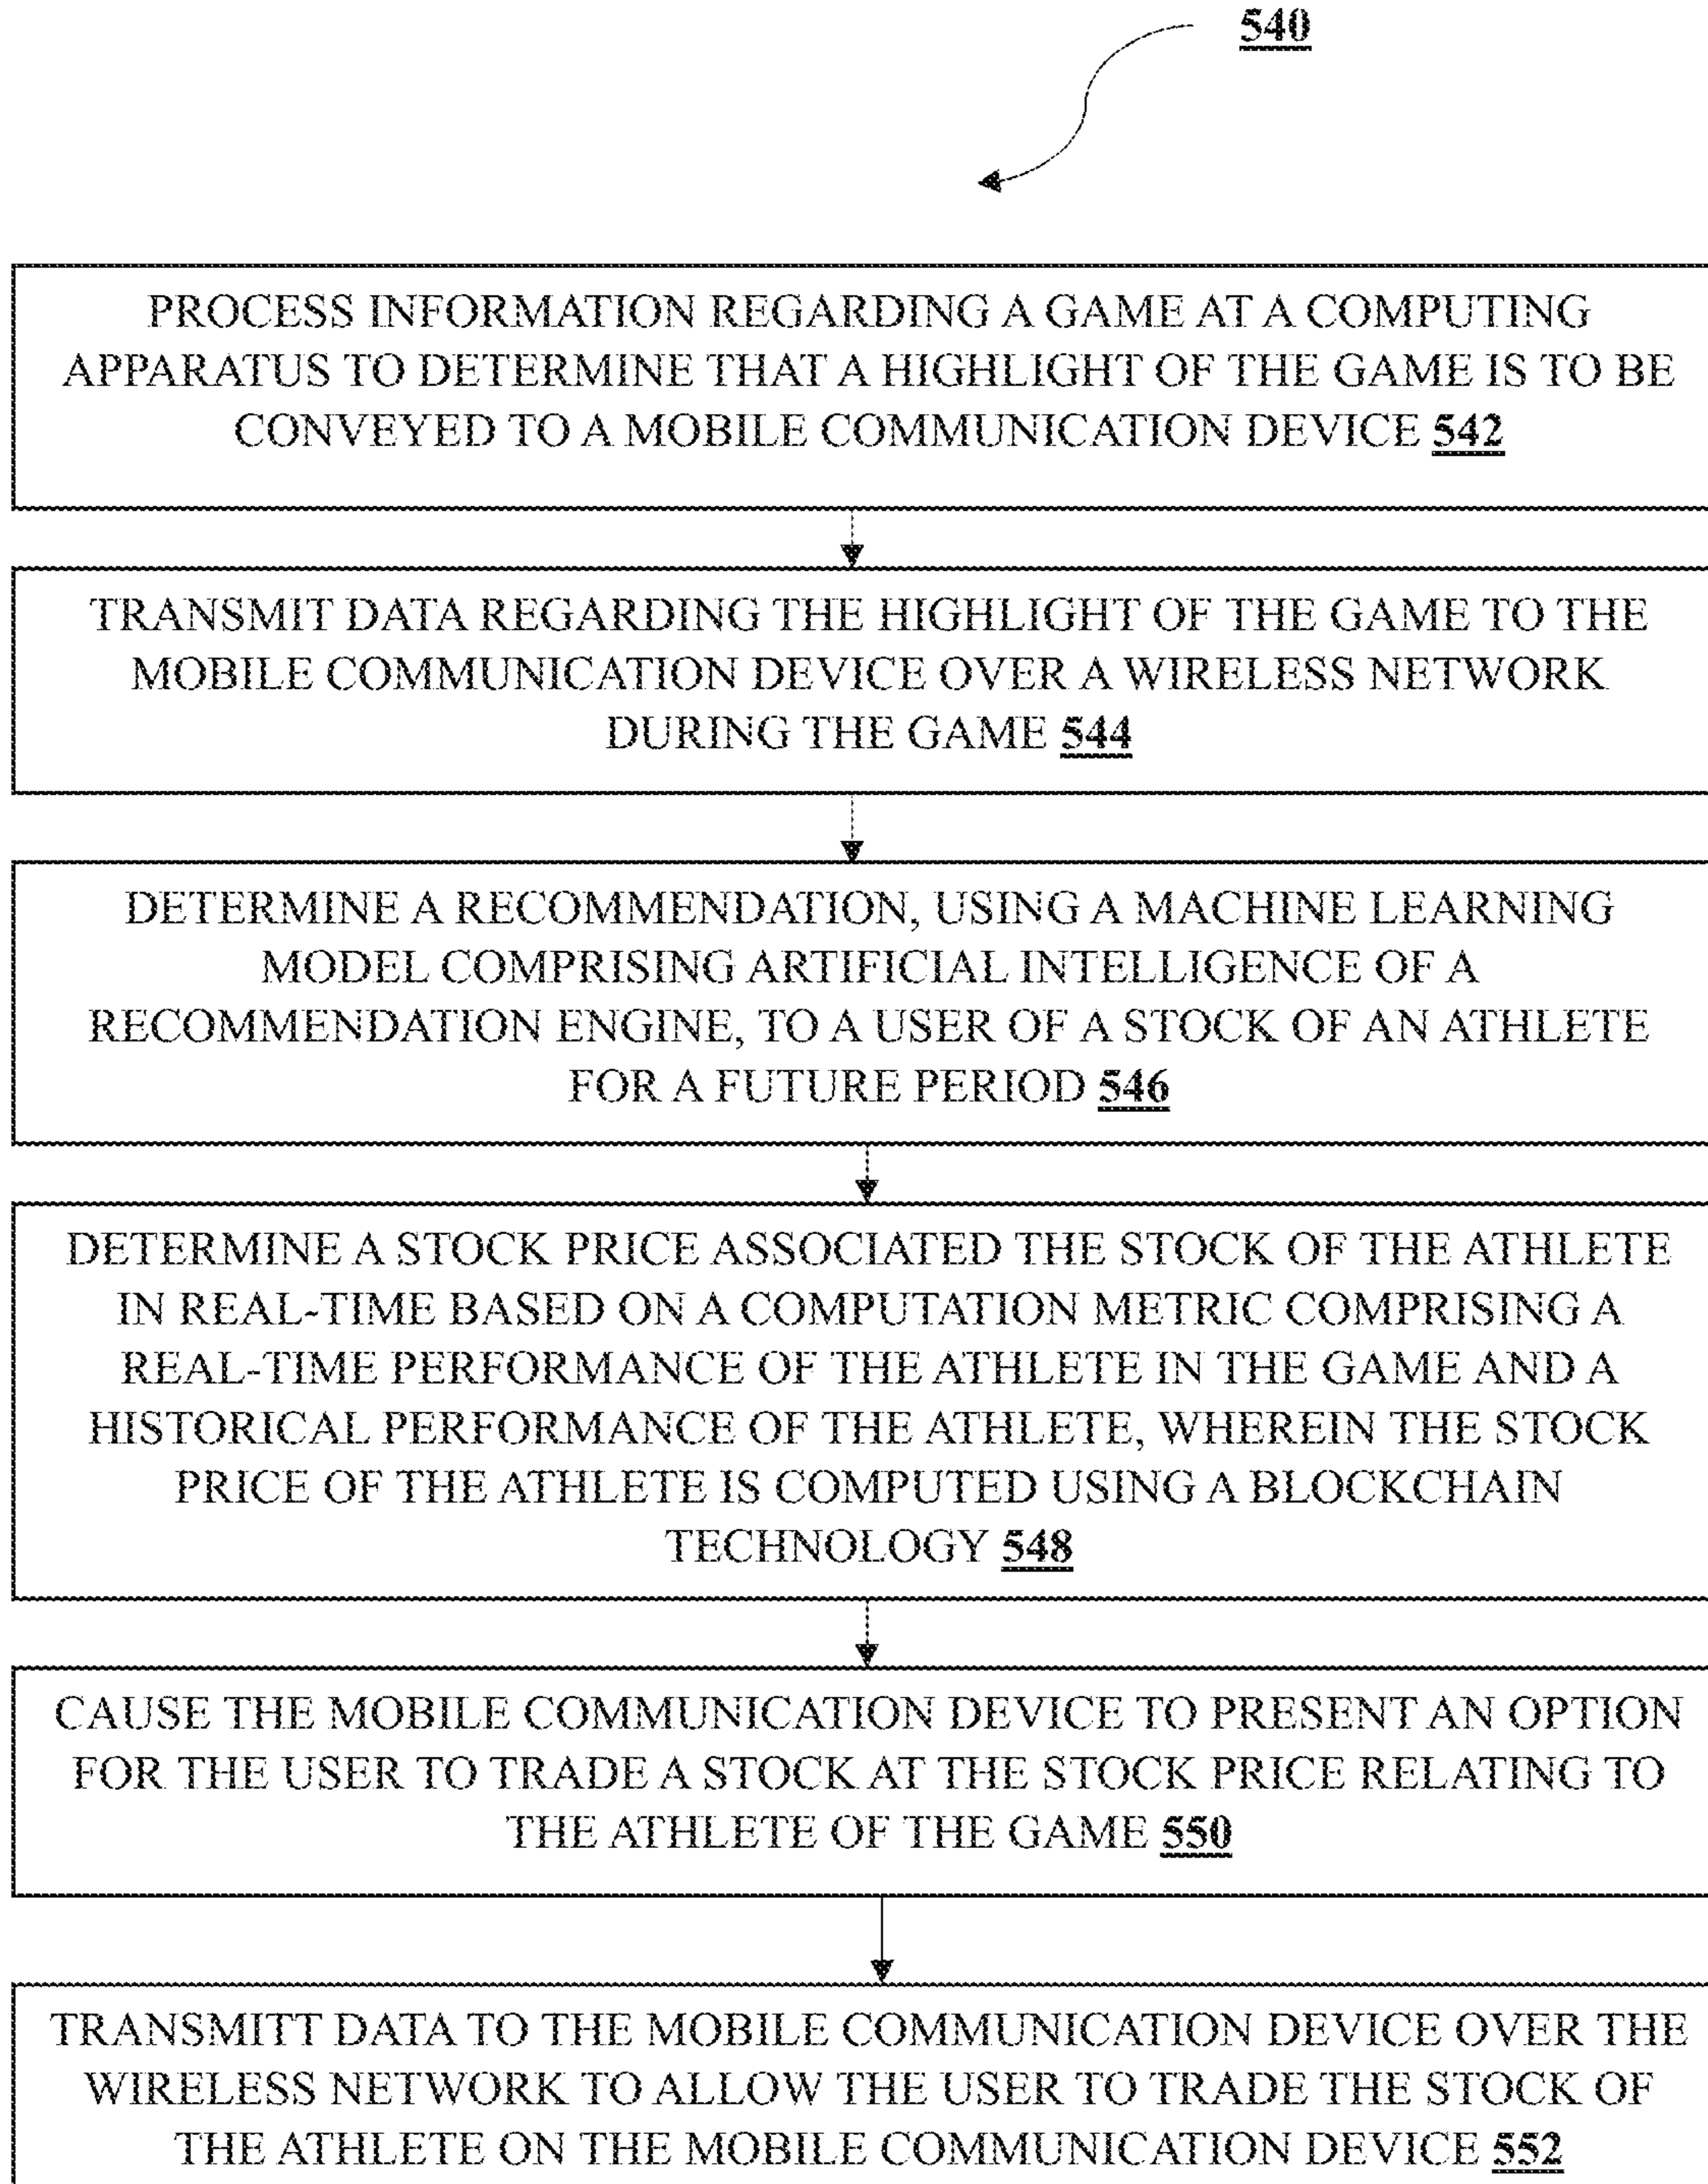 540
PROCESS INFORMATION REGARDING A GAME AT A COMPUTING
APPARATUS TO DETERMINE THAT A HIGHLIGHT OF THE GAME IS TO BE
CONVEYED TO A MOBILE COMMUNICATION DEVICE 542
TRANSMIT DATA REGARDING THE HIGHLIGHT OF THE GAME TO THE
MOBILE COMMUNICATION DEVICE OVER A WIRELESS NETWORK
DURING THE GAME 544
DETERMINE A RECOMMENDATION, USING A MACHINE LEARNING
MODEL COMPRISING ARTIFICIAL INTELLIGENCE OF A
RECOMMENDATION ENGINE, TO A USER OF A STOCK OF AN ATHLETE
FOR A FUTURE PERIOD 546
DETERMINE A STOCK PRICE ASSOCIATED THE STOCK OF THE ATHLETE
IN REAL-TIME BASED ON A COMPUTATION METRIC COMPRISING A
REAL-TIME PERFORMANCE OF THE ATHLETE IN THE GAME AND A
HISTORICAL PERFORMANCE OF THE ATHLETE, WHEREIN THE STOCK
PRICE OF THE ATHLETE IS COMPUTED USING A BLOCKCHAIN
TECHNOLOGY 548
CAUSE THE MOBILE COMMUNICATION DEVICE TO PRESENT AN OPTION
FOR THE USER TO TRADE A STOCK AT THE STOCK PRICE RELATING TO
THE ATHLETE OF THE GAME 550
TRANSMITT DATA TO THE MOBILE COMMUNICATION DEVICE OVER THE
WIRELESS NETWORK TO ALLOW THE USER TO TRADE THE STOCK OF
THE ATHLETE ON THE MOBILE COMMUNICATION DEVICE 552